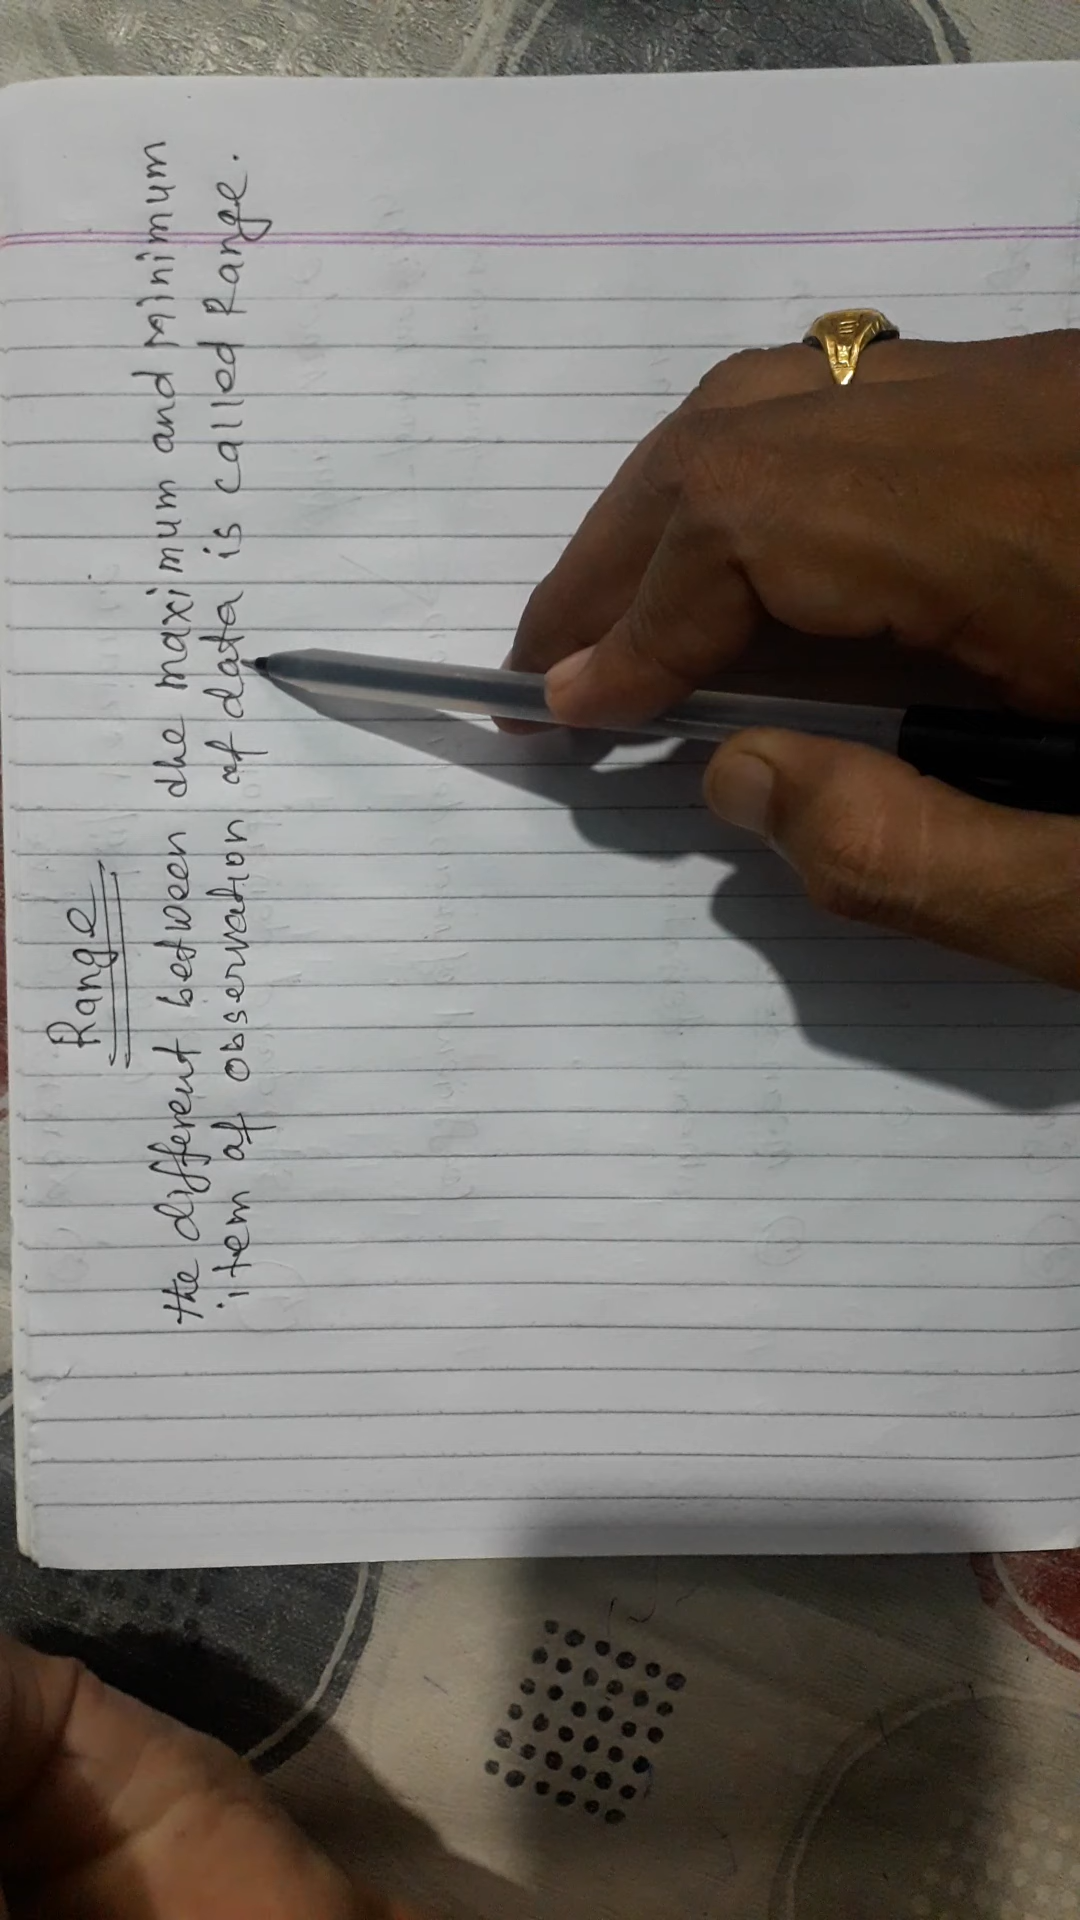 Range
the different between the maximum and minimum
item of observation of data is called Range.